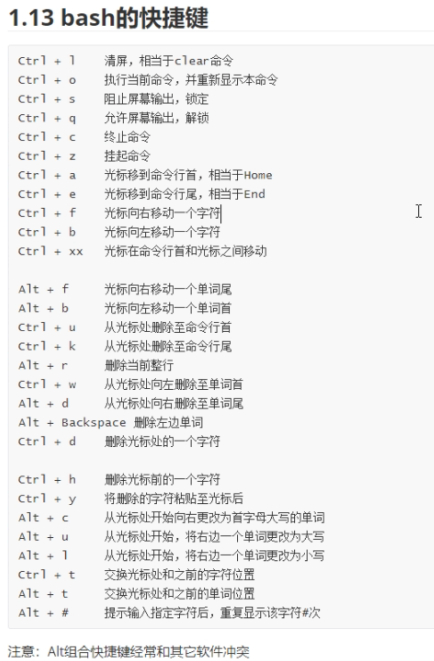 1.13 bash的快捷键
Ctrl + l 清屏，相当于clear命令
Ctrl + o 执行当前命令，并重新显示本命令
Ctrl + s 阻止屏幕输出，锁定
Ctrl + q 允许屏幕输出，解锁
Ctrl + c 终止命令
Ctrl + z 挂起命令
Ctrl + a 光标移到命令行首，相当于Home
Ctrl + e 光标移到命令行尾，相当于End
Ctrl + f 光标向右移动一个字符
Ctrl + b 光标向左移动一个字符
Ctrl + xx 光标在命令行首和光标之间移动
Alt + f 光标向右移动一个单词尾
Alt + b 光标向左移动一个单词首
Ctrl + u 从光标处删除至命令行首
Ctrl + k 从光标处删除至命令行尾
Alt + r 删除当前整行
Ctrl + w 从光标处向左删除至单词首
Alt + d 从光标处向右删除至单词尾
Alt + Backspace 删除左边单词
Ctrl + d 删除光标处的一个字符
Ctrl + h 删除光标前的一个字符
Ctrl + y 将删除的字符粘贴至光标后
Alt + c 从光标处开始向右更改为首字母大写的单词
Alt + u 从光标处开始，将右边一个单词更改为大写
Alt + l 从光标处开始，将右边一个单词更改为小写
Ctrl + t 交换光标处和之前的字符位置
Alt + t 交换光标处和之前的单词位置
Alt + # 提示输入指定字符后，重复显示该字符#次
注意：Alt组合快捷键经常和其它软件冲突